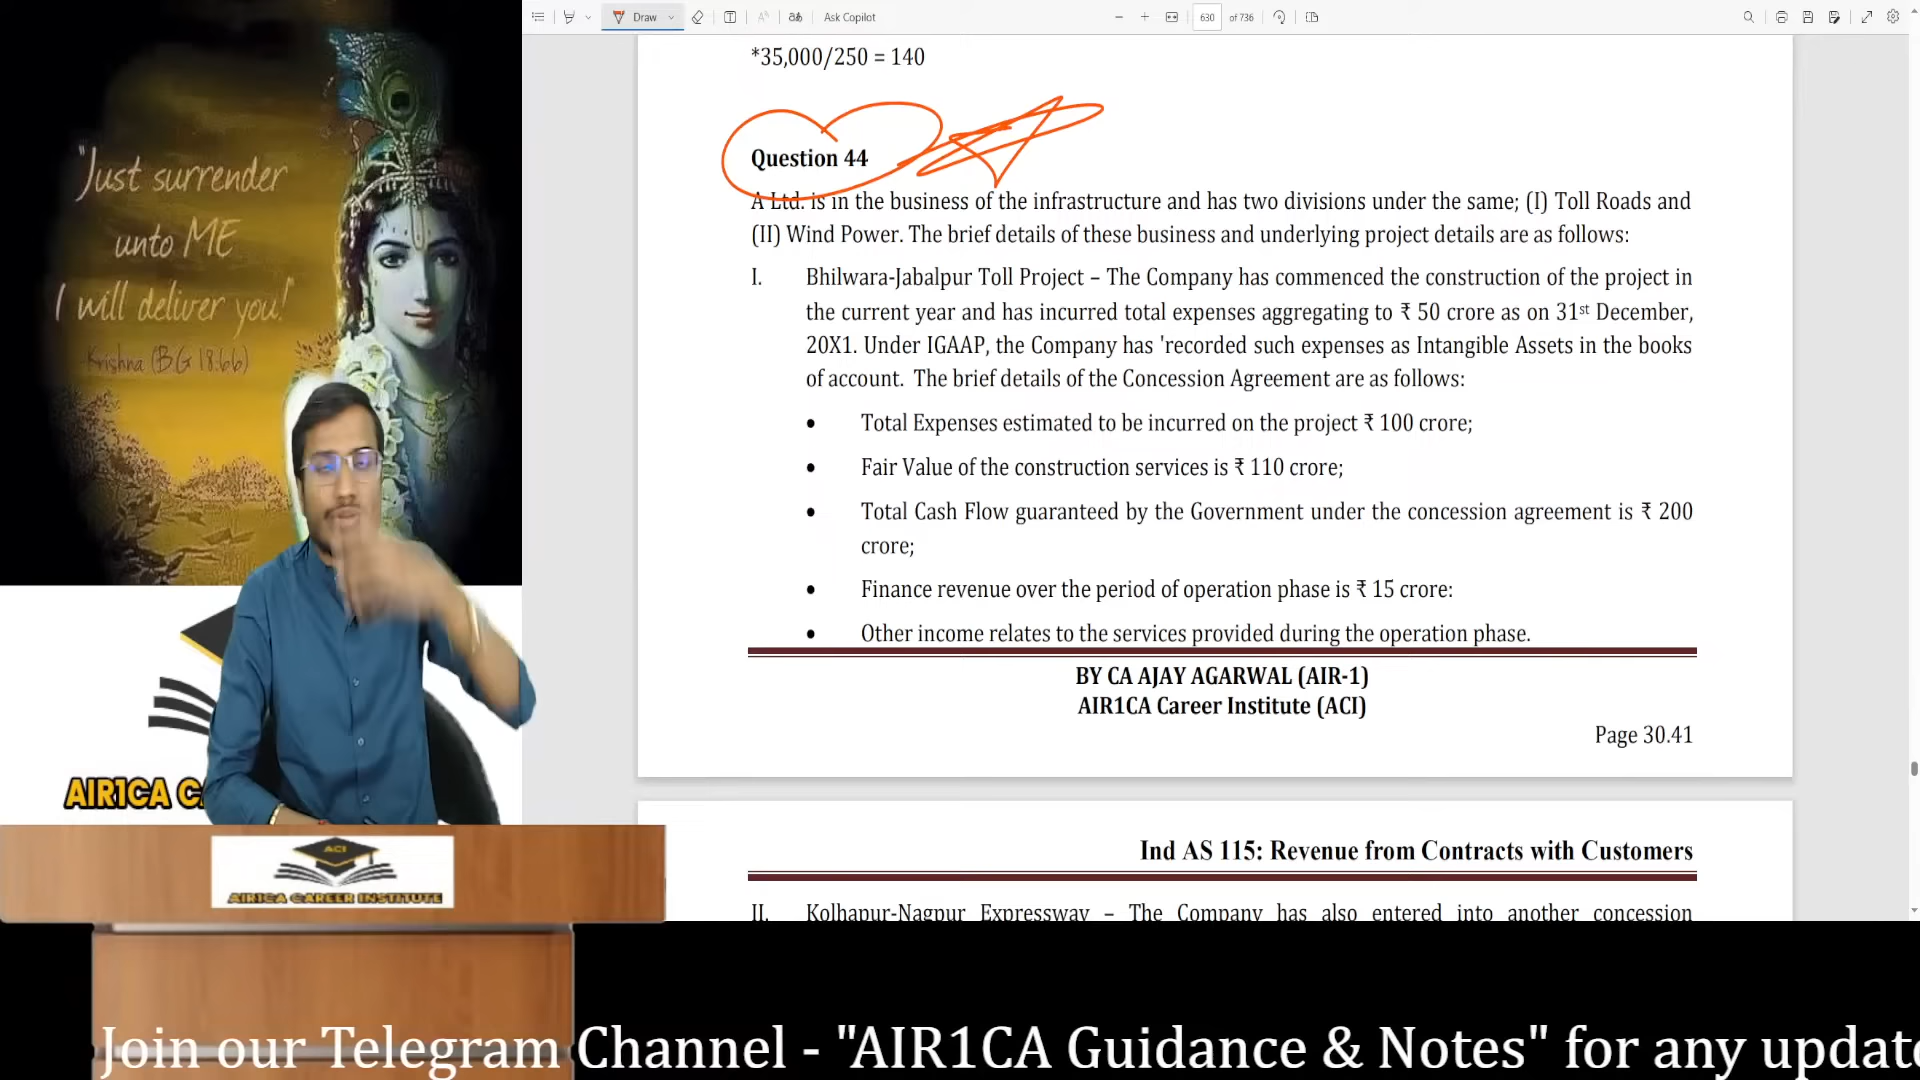 "Just surrender
unto ME
I will deliver you!"
Krishna (B.G 18.66)
AIR1CA C
ACI
AIR1CA CAREER INSTITUTE
Draw
Ask Copilot
630 of 736
*35,000/250 = 140
Question 44
A Ltd. is in the business of the infrastructure and has two divisions under the same; (I) Toll Roads and
(II) Wind Power. The brief details of these business and underlying project details are as follows:
I. Bhilwara-Jabalpur Toll Project – The Company has commenced the construction of the project in
the current year and has incurred total expenses aggregating to ₹ 50 crore as on 31st December,
20X1. Under IGAAP, the Company has 'recorded such expenses as Intangible Assets in the books
of account. The brief details of the Concession Agreement are as follows:
• Total Expenses estimated to be incurred on the project ₹ 100 crore;
• Fair Value of the construction services is ₹ 110 crore;
• Total Cash Flow guaranteed by the Government under the concession agreement is ₹ 200
crore;
• Finance revenue over the period of operation phase is ₹ 15 crore:
• Other income relates to the services provided during the operation phase.
BY CA AJAY AGARWAL (AIR-1)
AIR1CA Career Institute (ACI)
Page 30.41
Ind AS 115: Revenue from Contracts with Customers
II. Kolhapur-Nagpur Expressway – The Company has also entered into another concession
Join our Telegram Channel - "AIR1CA Guidance & Notes" for any update